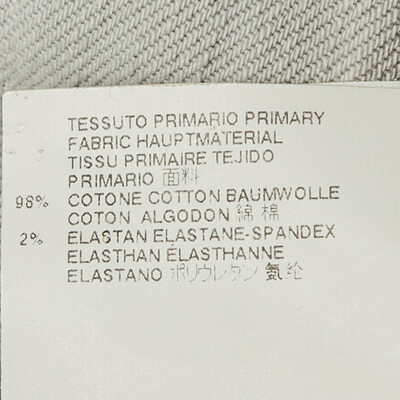 TESSUTO PRIMARIO PRIMARY
FABRIC HAUPTMATERIAL
TISSU PRIMAIRE TEJIDO
PRIMARIO 面料
98% COTONE COTTON BAUMWOLLE
COTON ALGODON 綿 棉
2% ELASTAN ELASTANE-SPANDEX
ELASTHAN ÉLASTHANNE
ELASTANO ポリウレタン 氨纶